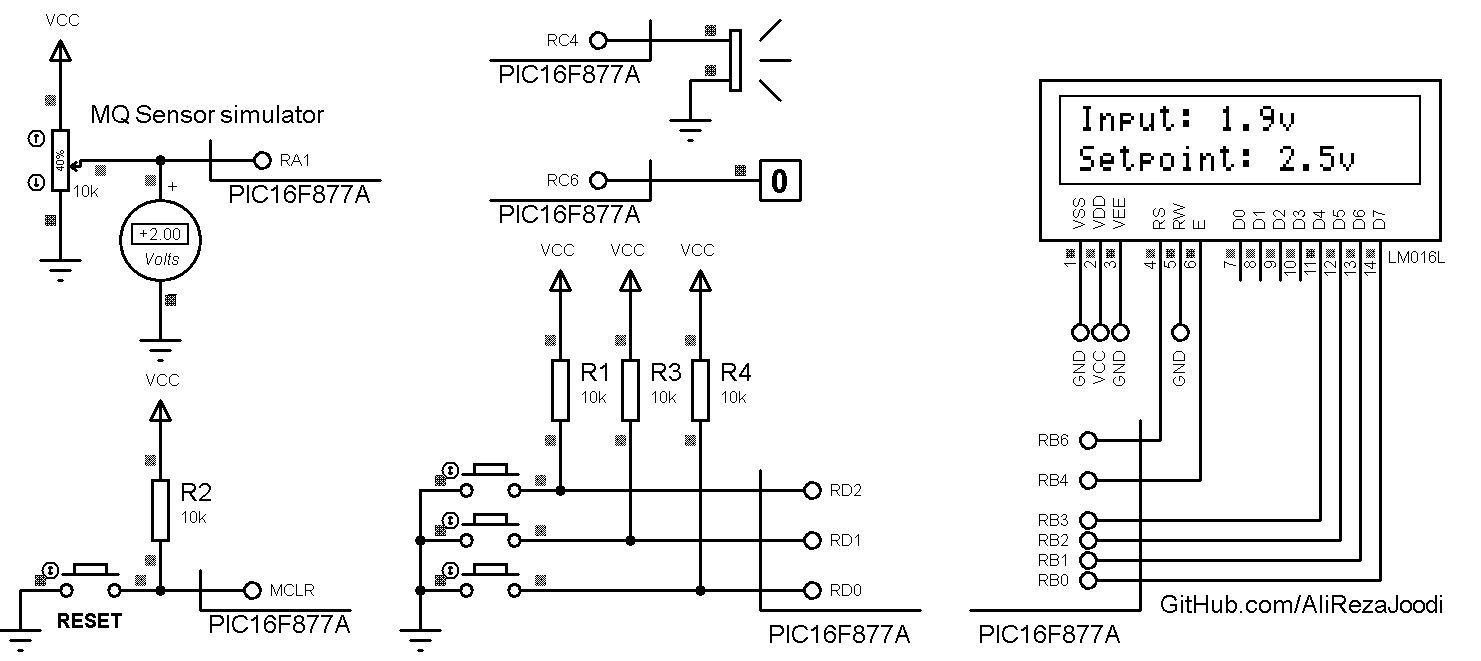 VCC
MQ Sensor simulator
40%
10k
RA1
PIC16F877A
+
+2.00
Volts
VCC
R2
10k
MCLR
RESET
PIC16F877A
RC4
PIC16F877A
RC6
0
PIC16F877A
VCC
VCC
VCC
R1
10k
R3
10k
R4
10k
RD2
RD1
RD0
PIC16F877A
Input: 1.9v
Setpoint: 2.5v
VSS
VDD
VEE
RS
RW
E
D0
D1
D2
D3
D4
D5
D6
D7
1
2
3
4
5
6
7
8
9
10
11
12
13
14
LM016L
GND
VCC
GND
GND
RB6
RB4
RB3
RB2
RB1
RB0
GitHub.com/AliRezaJoodi
PIC16F877A